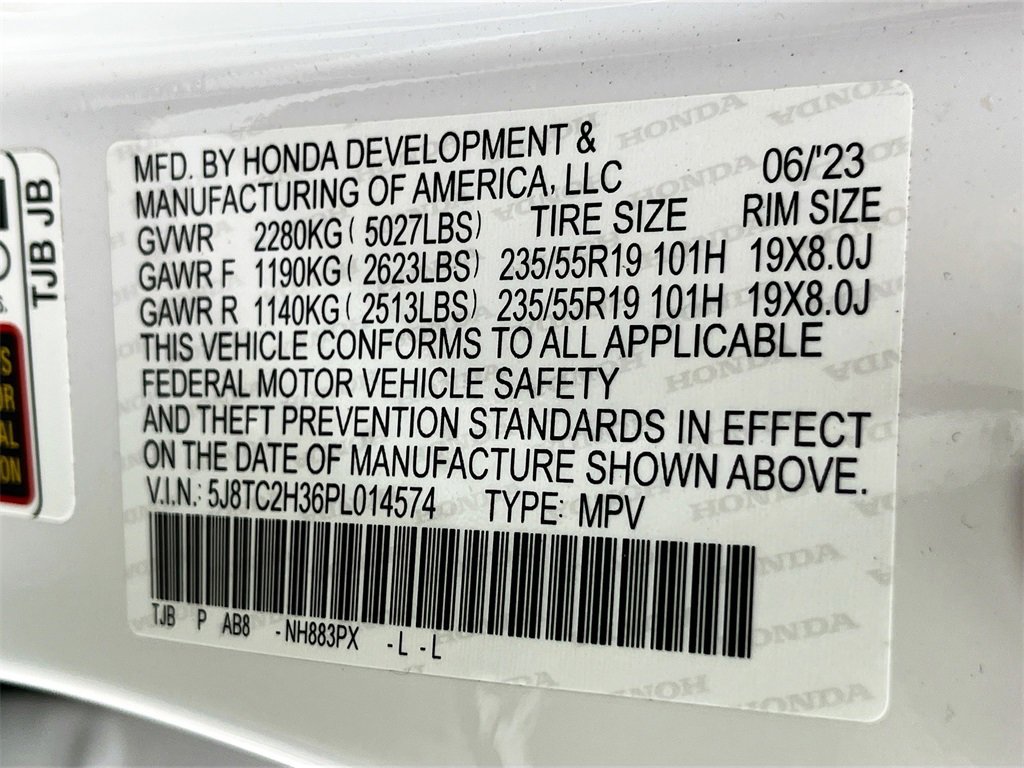 MFD. BY HONDA DEVELOPMENT &
MANUFACTURING OF AMERICA, LLC 06/'23
GVWR 2280KG ( 5027LBS) TIRE SIZE RIM SIZE
GAWR F 1190KG ( 2623LBS) 235/55R19 101H 19X8.0J
GAWR R 1140KG ( 2513LBS) 235/55R19 101H 19X8.0J
THIS VEHICLE CONFORMS TO ALL APPLICABLE
FEDERAL MOTOR VEHICLE SAFETY
AND THEFT PREVENTION STANDARDS IN EFFECT
ON THE DATE OF MANUFACTURE SHOWN ABOVE.
V.I.N.: 5J8TC2H36PL014574 TYPE: MPV
TJB P AB8 -NH883PX -L -L
TJB JB
HONDA